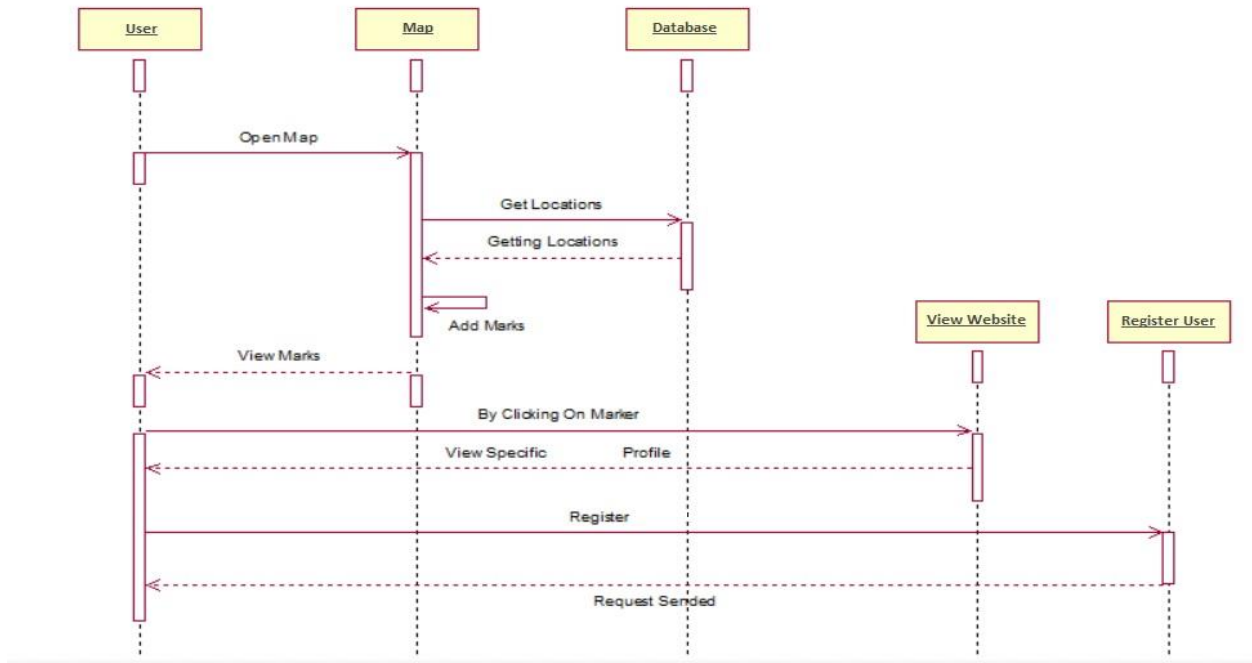 User
Map
Database
Open Map
Get Locations
Getting Locations
Add Marks
View Website
Register User
View Marks
By Clicking On Marker
View Specific Profile
Register
Request Sended